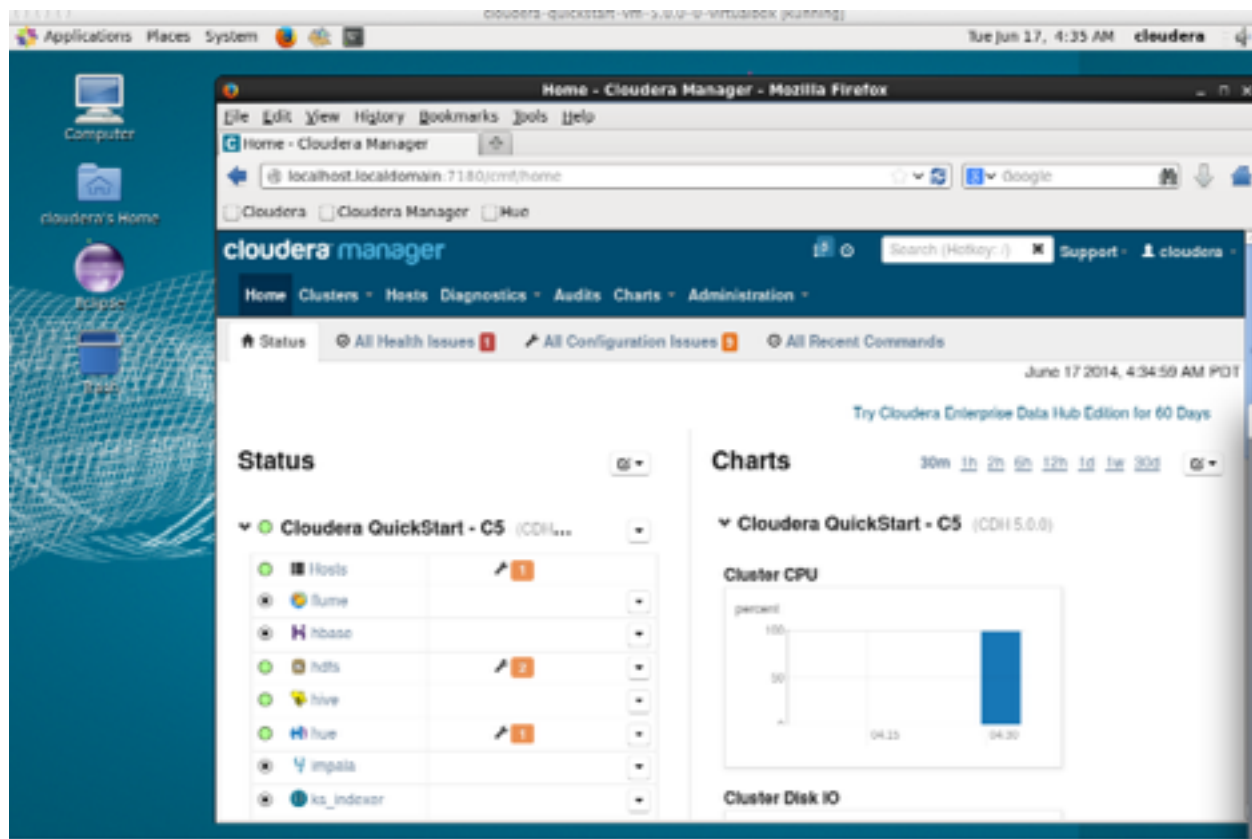 cloudera-quickstart-vm-5.0.0-0-virtualbox [Running]
Applications Places System Tue Jun 17, 4:35 AM cloudera
Computer
cloudera's Home
Eclipse
Trash
Home - Cloudera Manager - Mozilla Firefox
File Edit View History Bookmarks Tools Help
Home - Cloudera Manager
localhost.localdomain:7180/cmf/home Google
Cloudera Cloudera Manager Hue
cloudera manager Search (Hotkey: /) Support cloudera
Home Clusters Hosts Diagnostics Audits Charts Administration
Status All Health Issues 1 All Configuration Issues All Recent Commands
June 17 2014, 4:34:59 AM PDT
Try Cloudera Enterprise Data Hub Edition for 60 Days
Status
Cloudera QuickStart - C5 (CDH...
Hosts 1
flume
hbase
hdfs 2
hive
hue 1
impala
ks_indexer
Charts 30m 1h 2h 6h 12h 1d 1w 30d
Cloudera QuickStart - C5 (CDH 5.0.0)
Cluster CPU
percent
100
50
04:15 04:30
Cluster Disk IO